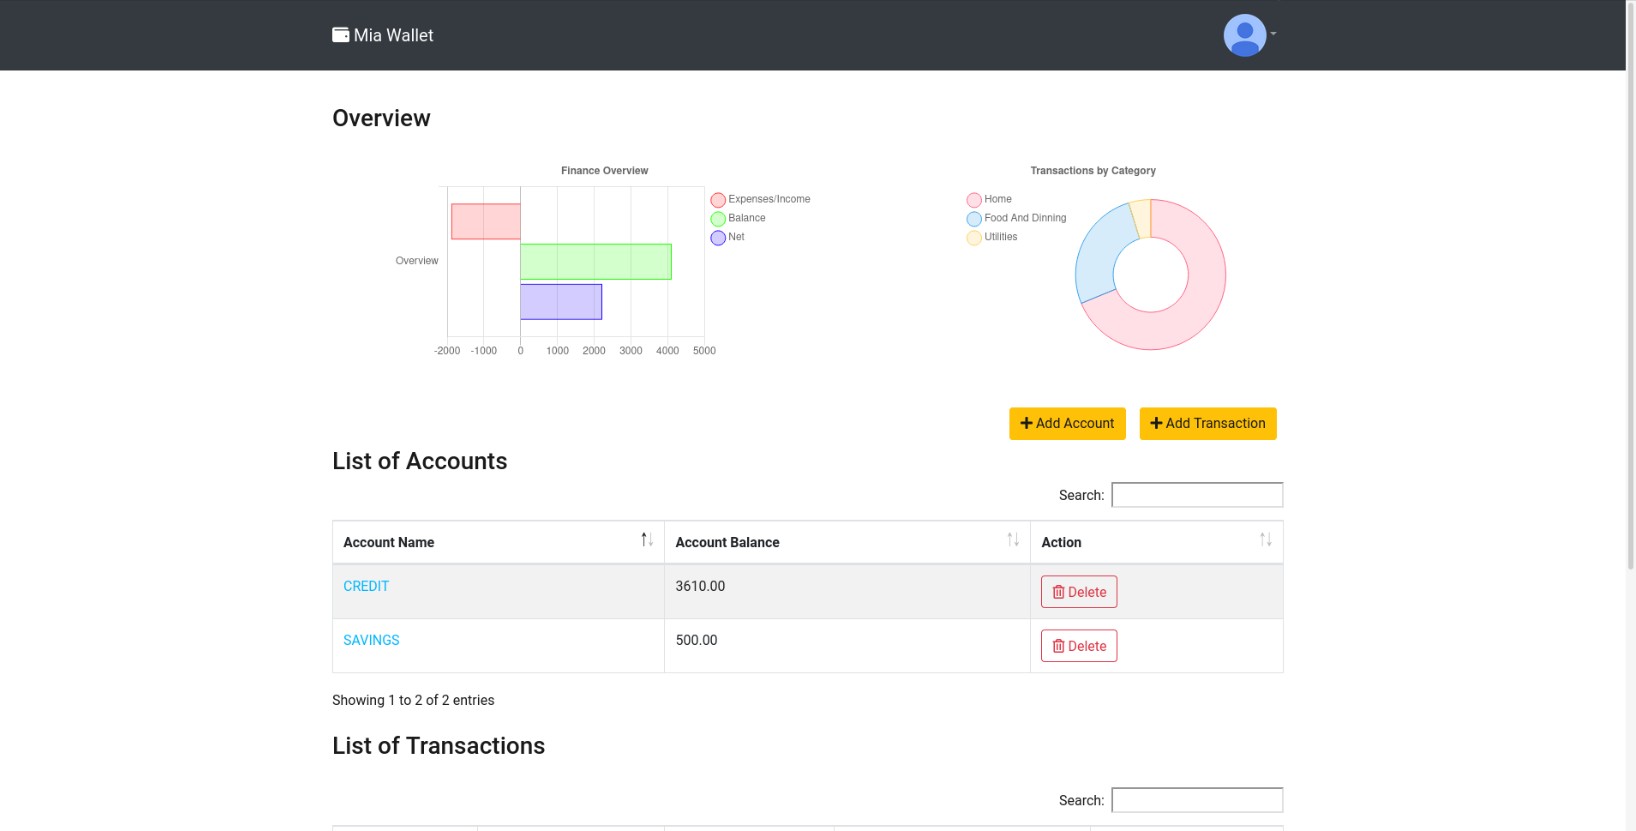 Mia Wallet
Overview
Finance Overview
Expenses/Income
Balance
Net
Overview
-2000 -1000 0 1000 2000 3000 4000 5000
Transactions by Category
Home
Food And Dinning
Utilities
Add Account
Add Transaction
List of Accounts
Search:
Account Name Account Balance Action
CREDIT 3610.00 Delete
SAVINGS 500.00 Delete
Showing 1 to 2 of 2 entries
List of Transactions
Search: